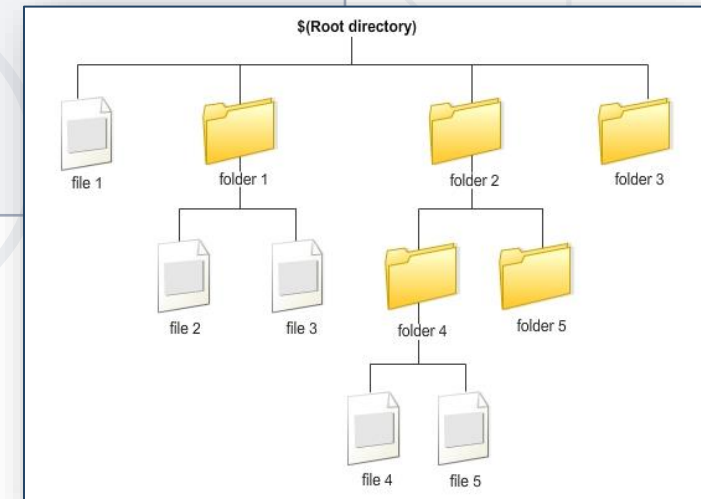 $(Root directory)
file 1
folder 1
folder 2
folder 3
file 2
file 3
folder 4
folder 5
file 4
file 5